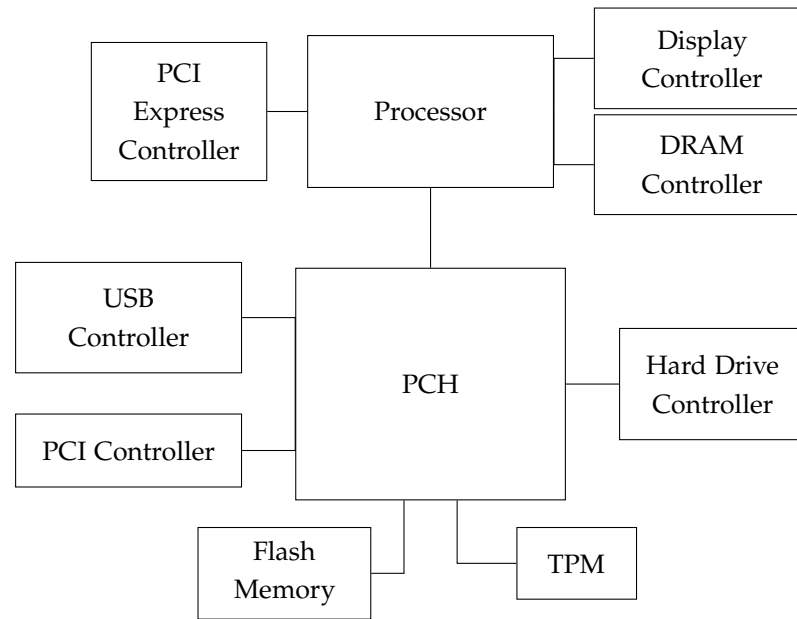 PCI
Express
Controller
Processor
Display
Controller
DRAM
Controller
USB
Controller
PCI Controller
PCH
Hard Drive
Controller
Flash
Memory
TPM